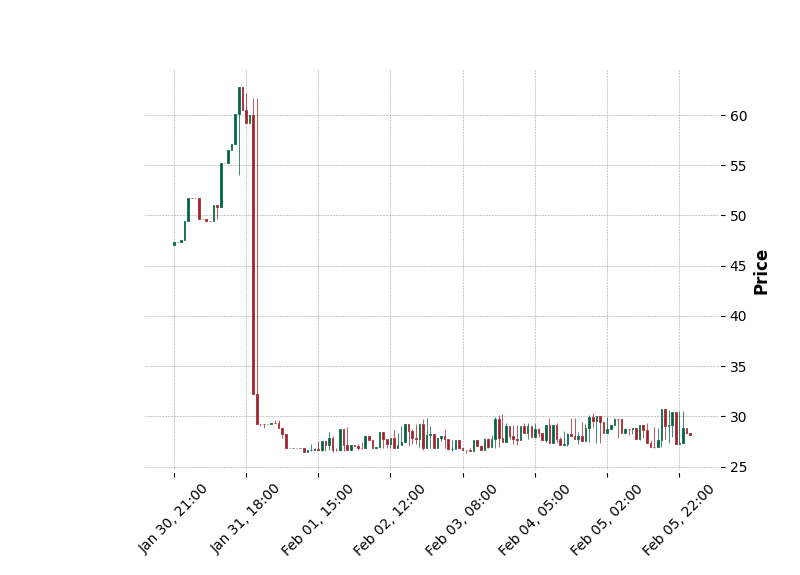 60
55
50
45
40
35
30
25
Price
Jan 30, 21:00
Jan 31, 18:00
Feb 01, 15:00
Feb 02, 12:00
Feb 03, 08:00
Feb 04, 05:00
Feb 05, 02:00
Feb 05, 22:00